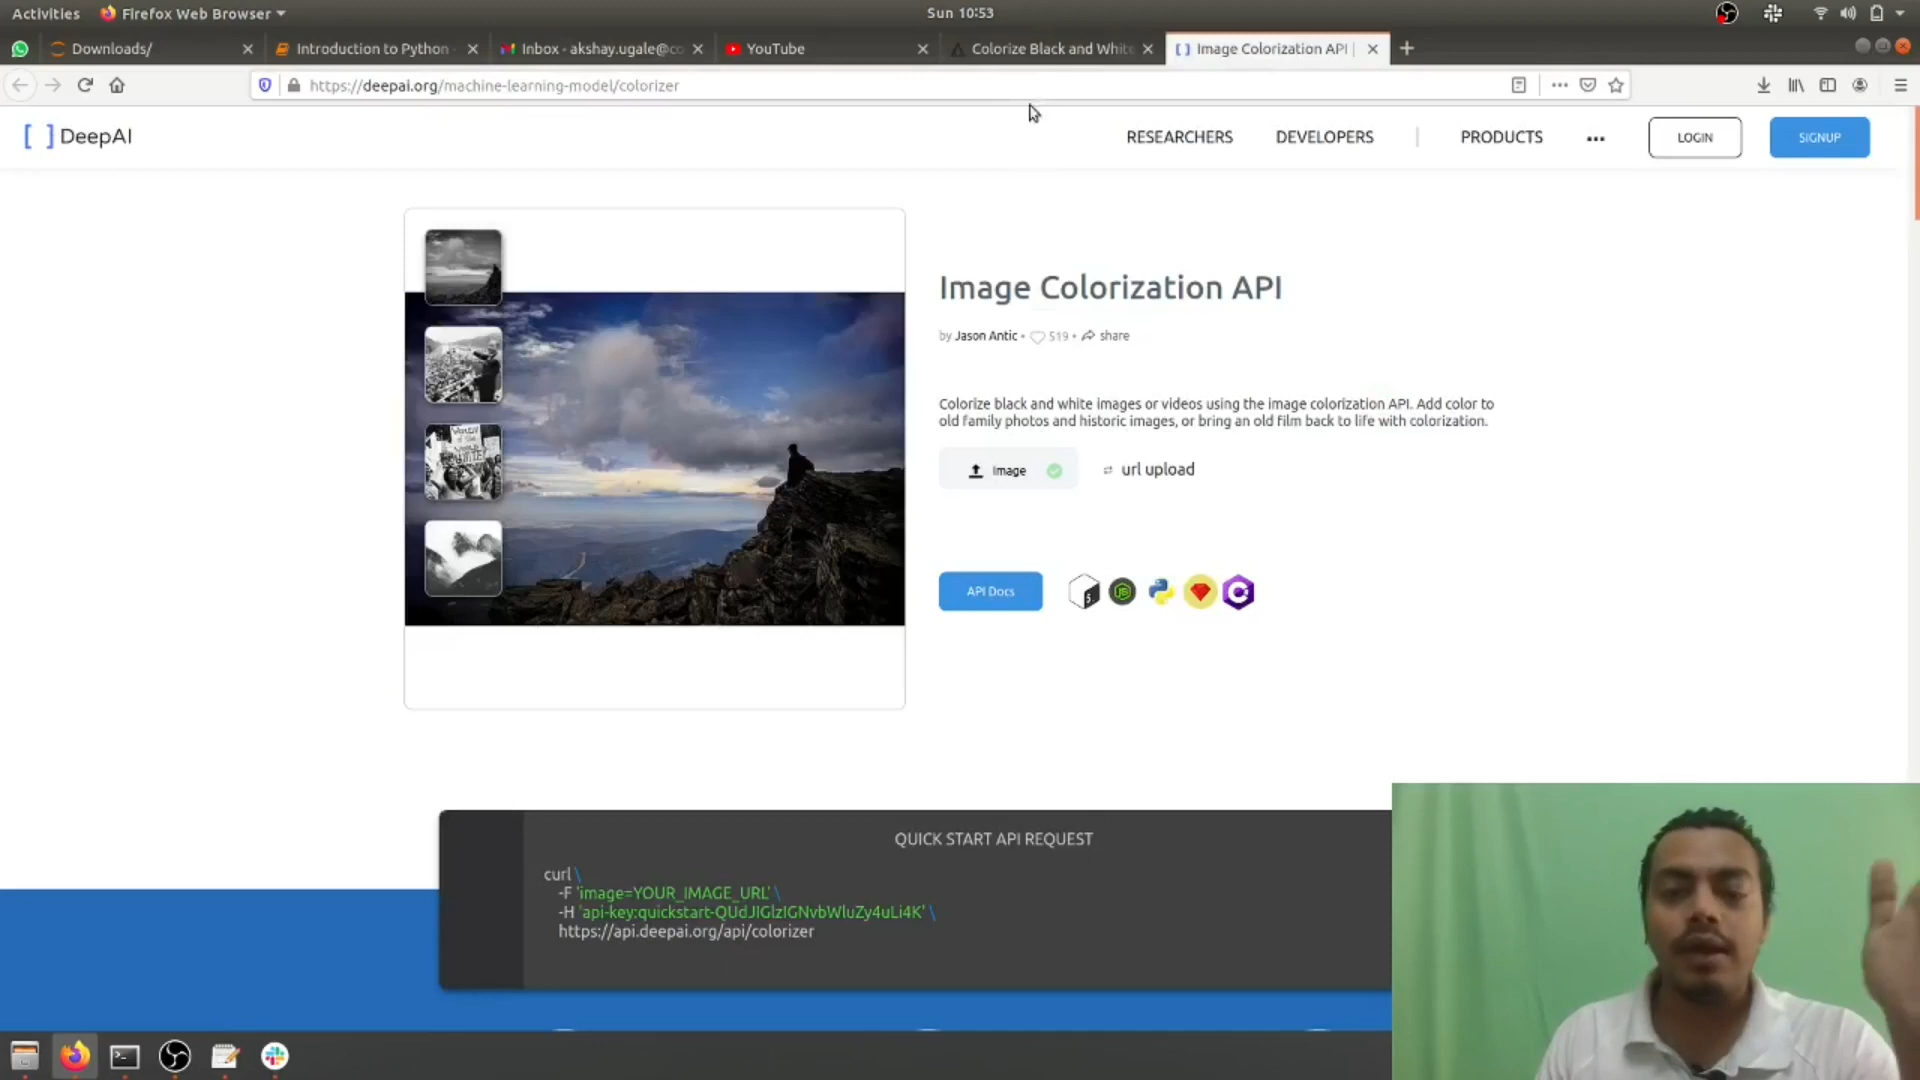 Activities
Firefox Web Browser
Sun 10:53
Downloads/
Introduction to Python -
Inbox - akshay.ugale@co
YouTube
Colorize Black and White
Image Colorization API |
https://deepai.org/machine-learning-model/colorizer
DeepAI
RESEARCHERS
DEVELOPERS
PRODUCTS
LOGIN
SIGNUP
Image Colorization API
by Jason Antic • 519 • share
Colorize black and white images or videos using the image colorization API. Add color to
old family photos and historic images, or bring an old film back to life with colorization.
image
url upload
API Docs
QUICK START API REQUEST
curl \
-F 'image=YOUR_IMAGE_URL' \
-H 'api-key:quickstart-QUdJIGlzIGNvbWluZy4uLi4K' \
https://api.deepai.org/api/colorizer